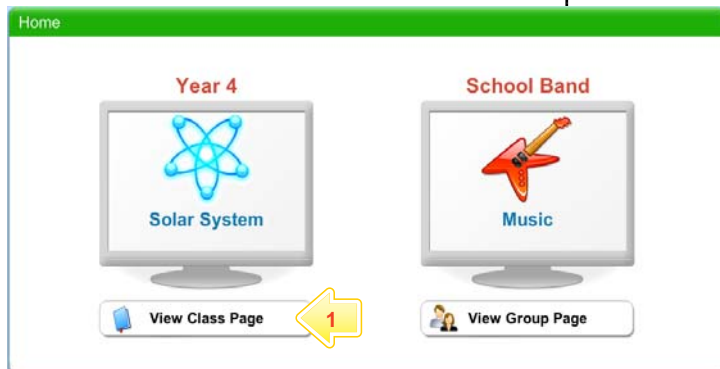 Home
Year 4
School Band
Solar System
Music
View Class Page
1
View Group Page